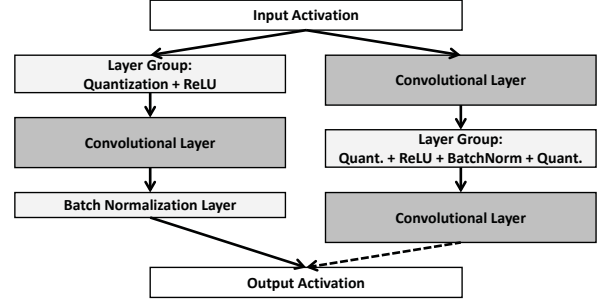 Input Activation
Layer Group:
Quantization + ReLU
Convolutional Layer
Batch Normalization Layer
Convolutional Layer
Layer Group:
Quant. + ReLU + BatchNorm + Quant.
Convolutional Layer
Output Activation